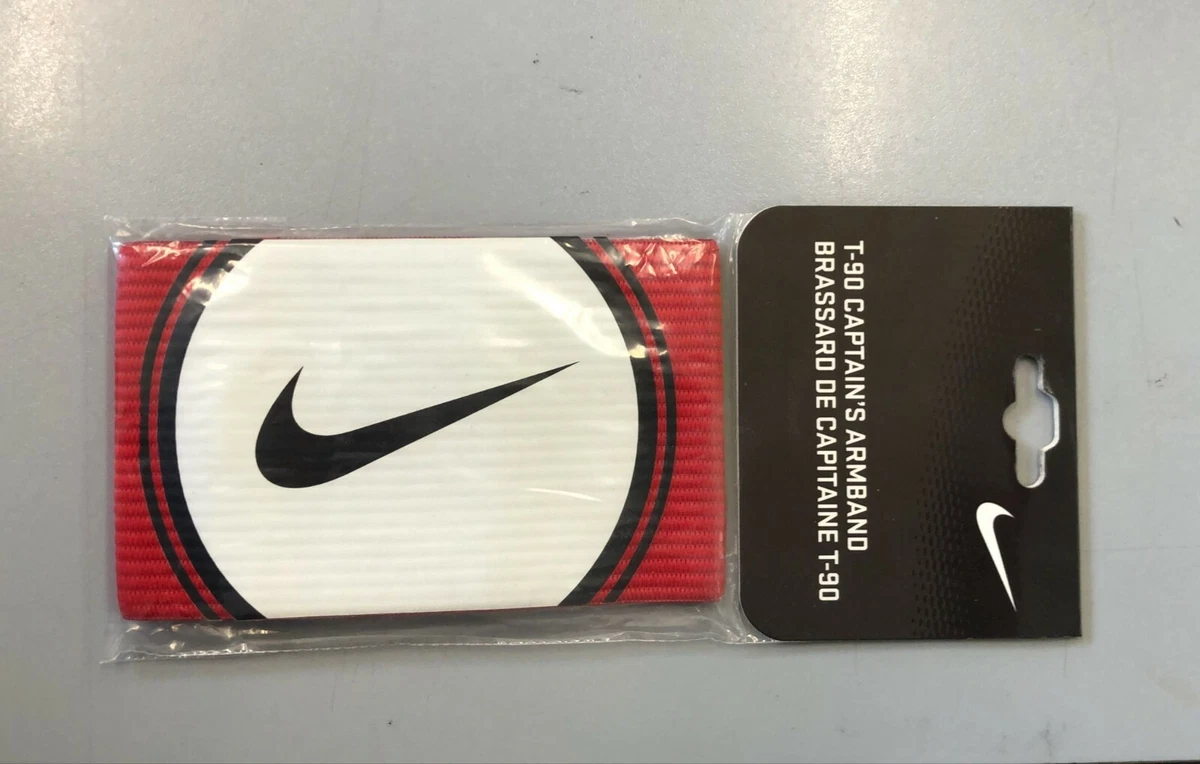 T-90 CAPTAIN'S ARMBAND
BRASSARD DE CAPITAINE T-90